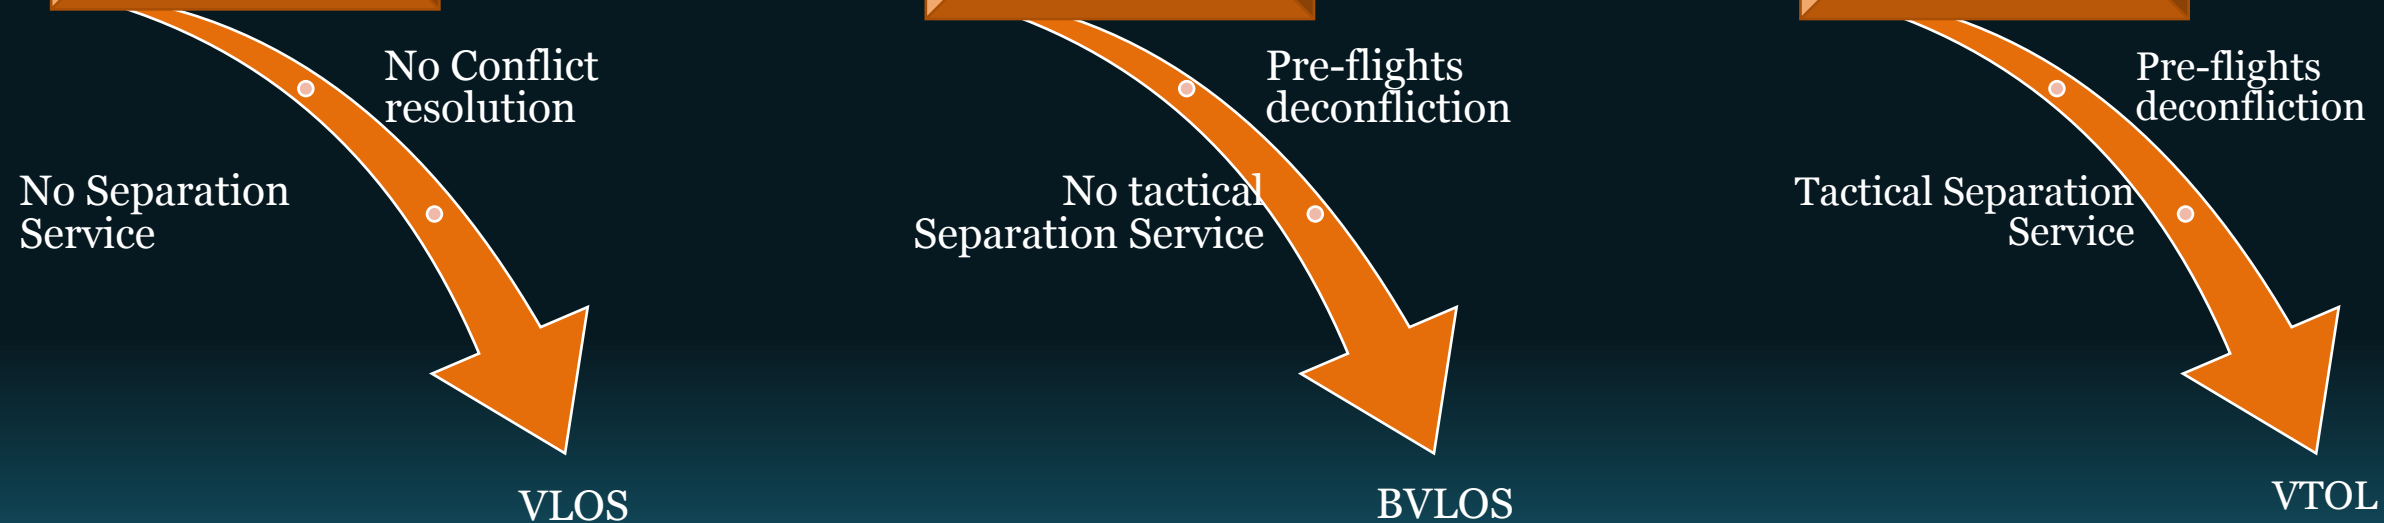 No Conflict
resolution
No Separation
Service
VLOS
Pre-flights
deconfliction
No tactical
Separation Service
BVLOS
Pre-flights
deconfliction
Tactical Separation
Service
VTOL